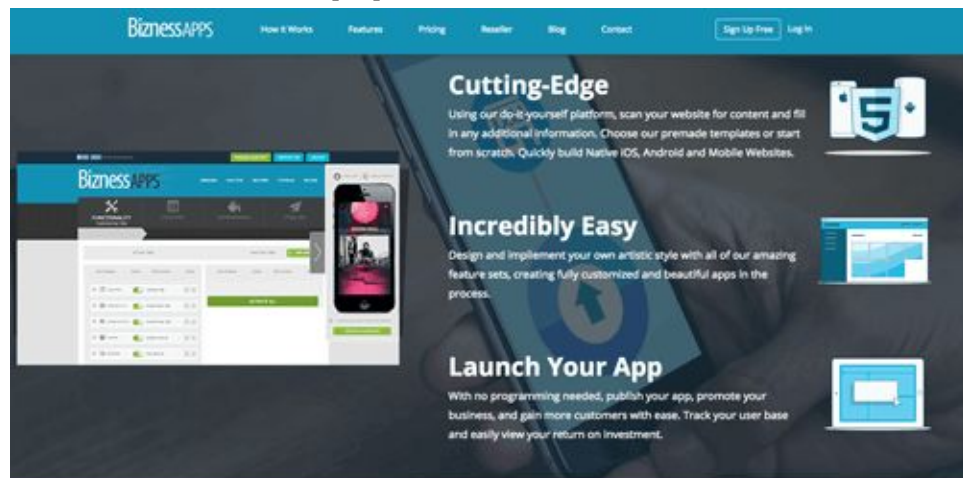 BiznessAPPS
How it Works
Features
Pricing
Reseller
Blog
Contact
Sign Up Free
Log In
Cutting-Edge
Using our do-it-yourself platform, scan your website for content and fill
in any additional information. Choose our premade templates or start
from scratch. Quickly build Native iOS, Android and Mobile Websites.
BiznessAPPS
FUNCTIONALITY
Incredibly Easy
Design and implement your own artistic style with all of our amazing
feature sets, creating fully customized and beautiful apps in the
process.
Launch Your App
With no programming needed, publish your app, promote your
business, and gain more customers with ease. Track your user base
and easily view your return on investment.